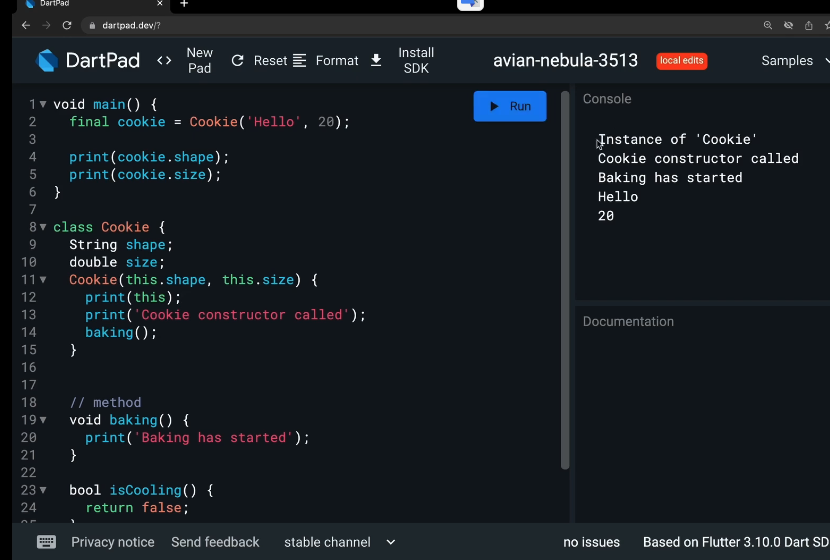 DartPad
dartpad.dev/?
DartPad <> New Pad Reset Format Install SDK avian-nebula-3513 local edits Samples
Run
1 void main() {
2 final cookie = Cookie('Hello', 20);
3
4 print(cookie.shape);
5 print(cookie.size);
6 }
7
8 class Cookie {
9 String shape;
10 double size;
11 Cookie(this.shape, this.size) {
12 print(this);
13 print('Cookie constructor called');
14 baking();
15 }
16
17
18 // method
19 void baking() {
20 print('Baking has started');
21 }
22
23 bool isCooling() {
24 return false;
25 }
Console
Instance of 'Cookie'
Cookie constructor called
Baking has started
Hello
20
Documentation
Privacy notice Send feedback stable channel no issues Based on Flutter 3.10.0 Dart SD